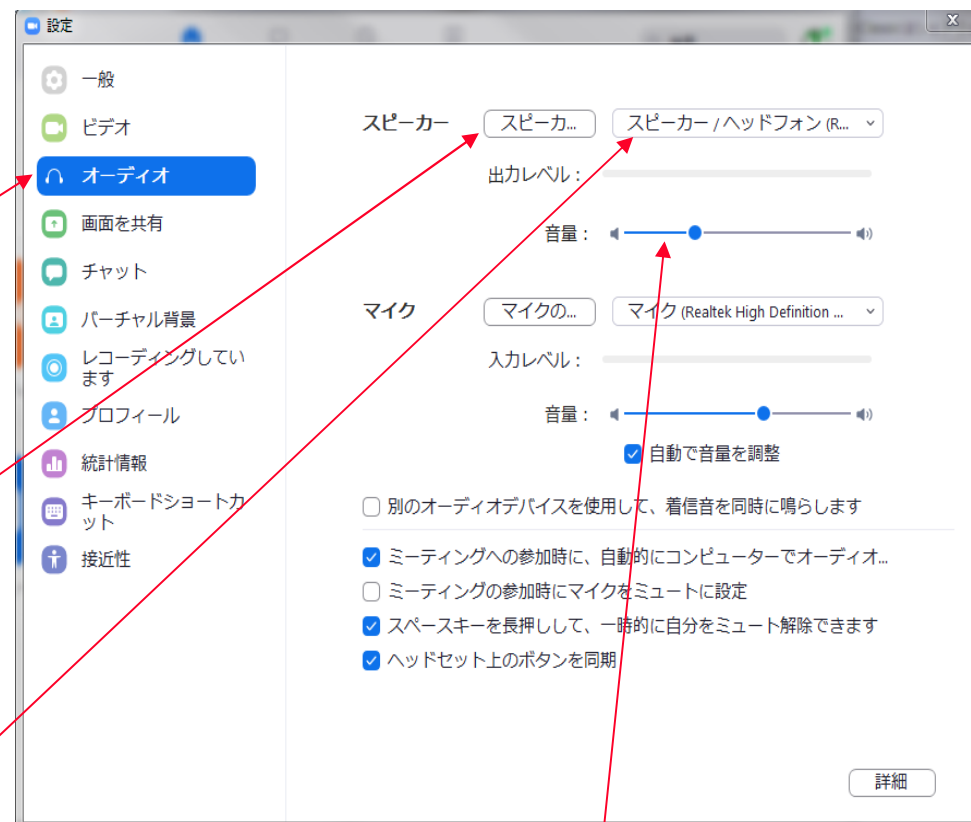 設定
x
一般
ビデオ
オーディオ
画面を共有
チャット
バーチャル背景
レコーディングしてい
ます
プロフィール
統計情報
キーボードショートカ
ット
接近性
スピーカー スピーカ... スピーカー / ヘッドフォン (R...
出力レベル：
音量：
マイク マイクの... マイク (Realtek High Definition ...
入力レベル：
音量：
自動で音量を調整
別のオーディオデバイスを使用して、着信音を同時に鳴らします
ミーティングへの参加時に、自動的にコンピューターでオーディオ...
ミーティングの参加時にマイクをミュートに設定
スペースキーを長押しして、一時的に自分をミュート解除できます
ヘッドセット上のボタンを同期
詳細